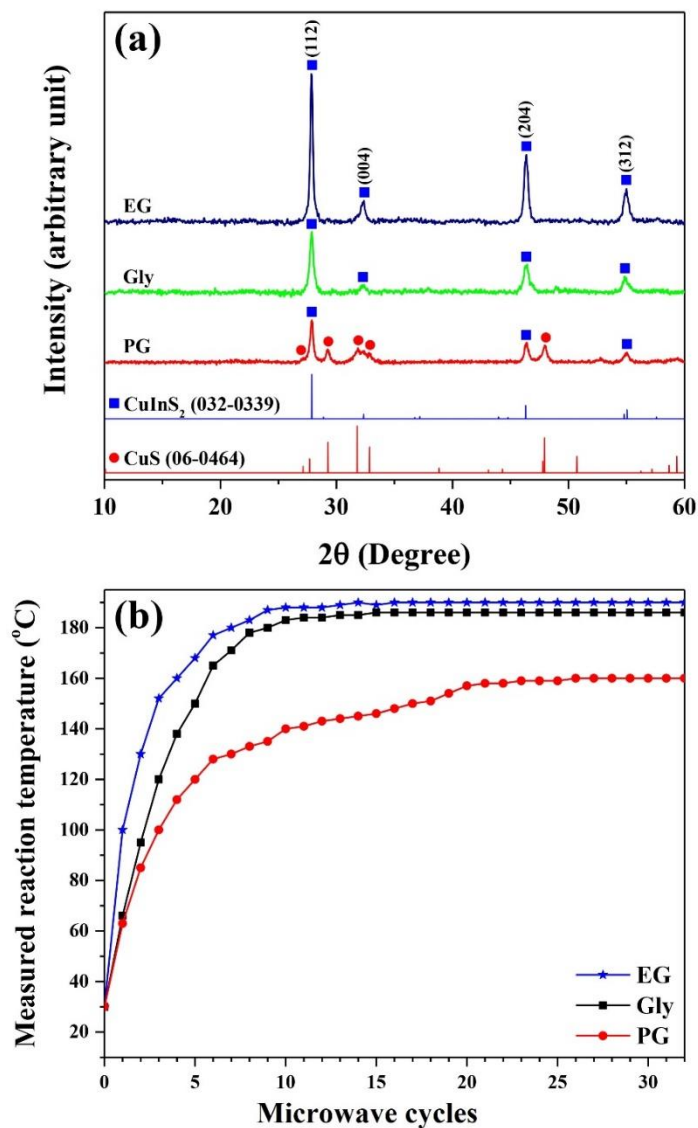 (a)
Intensity (arbitrary unit)
(112)
(004)
(204)
(312)
EG
Gly
PG
CuInS₂ (032-0339)
CuS (06-0464)
10 20 30 40 50 60
2θ (Degree)
(b)
Measured reaction temperature (°C)
180
160
140
120
100
80
60
40
20
EG
Gly
PG
0 5 10 15 20 25 30
Microwave cycles